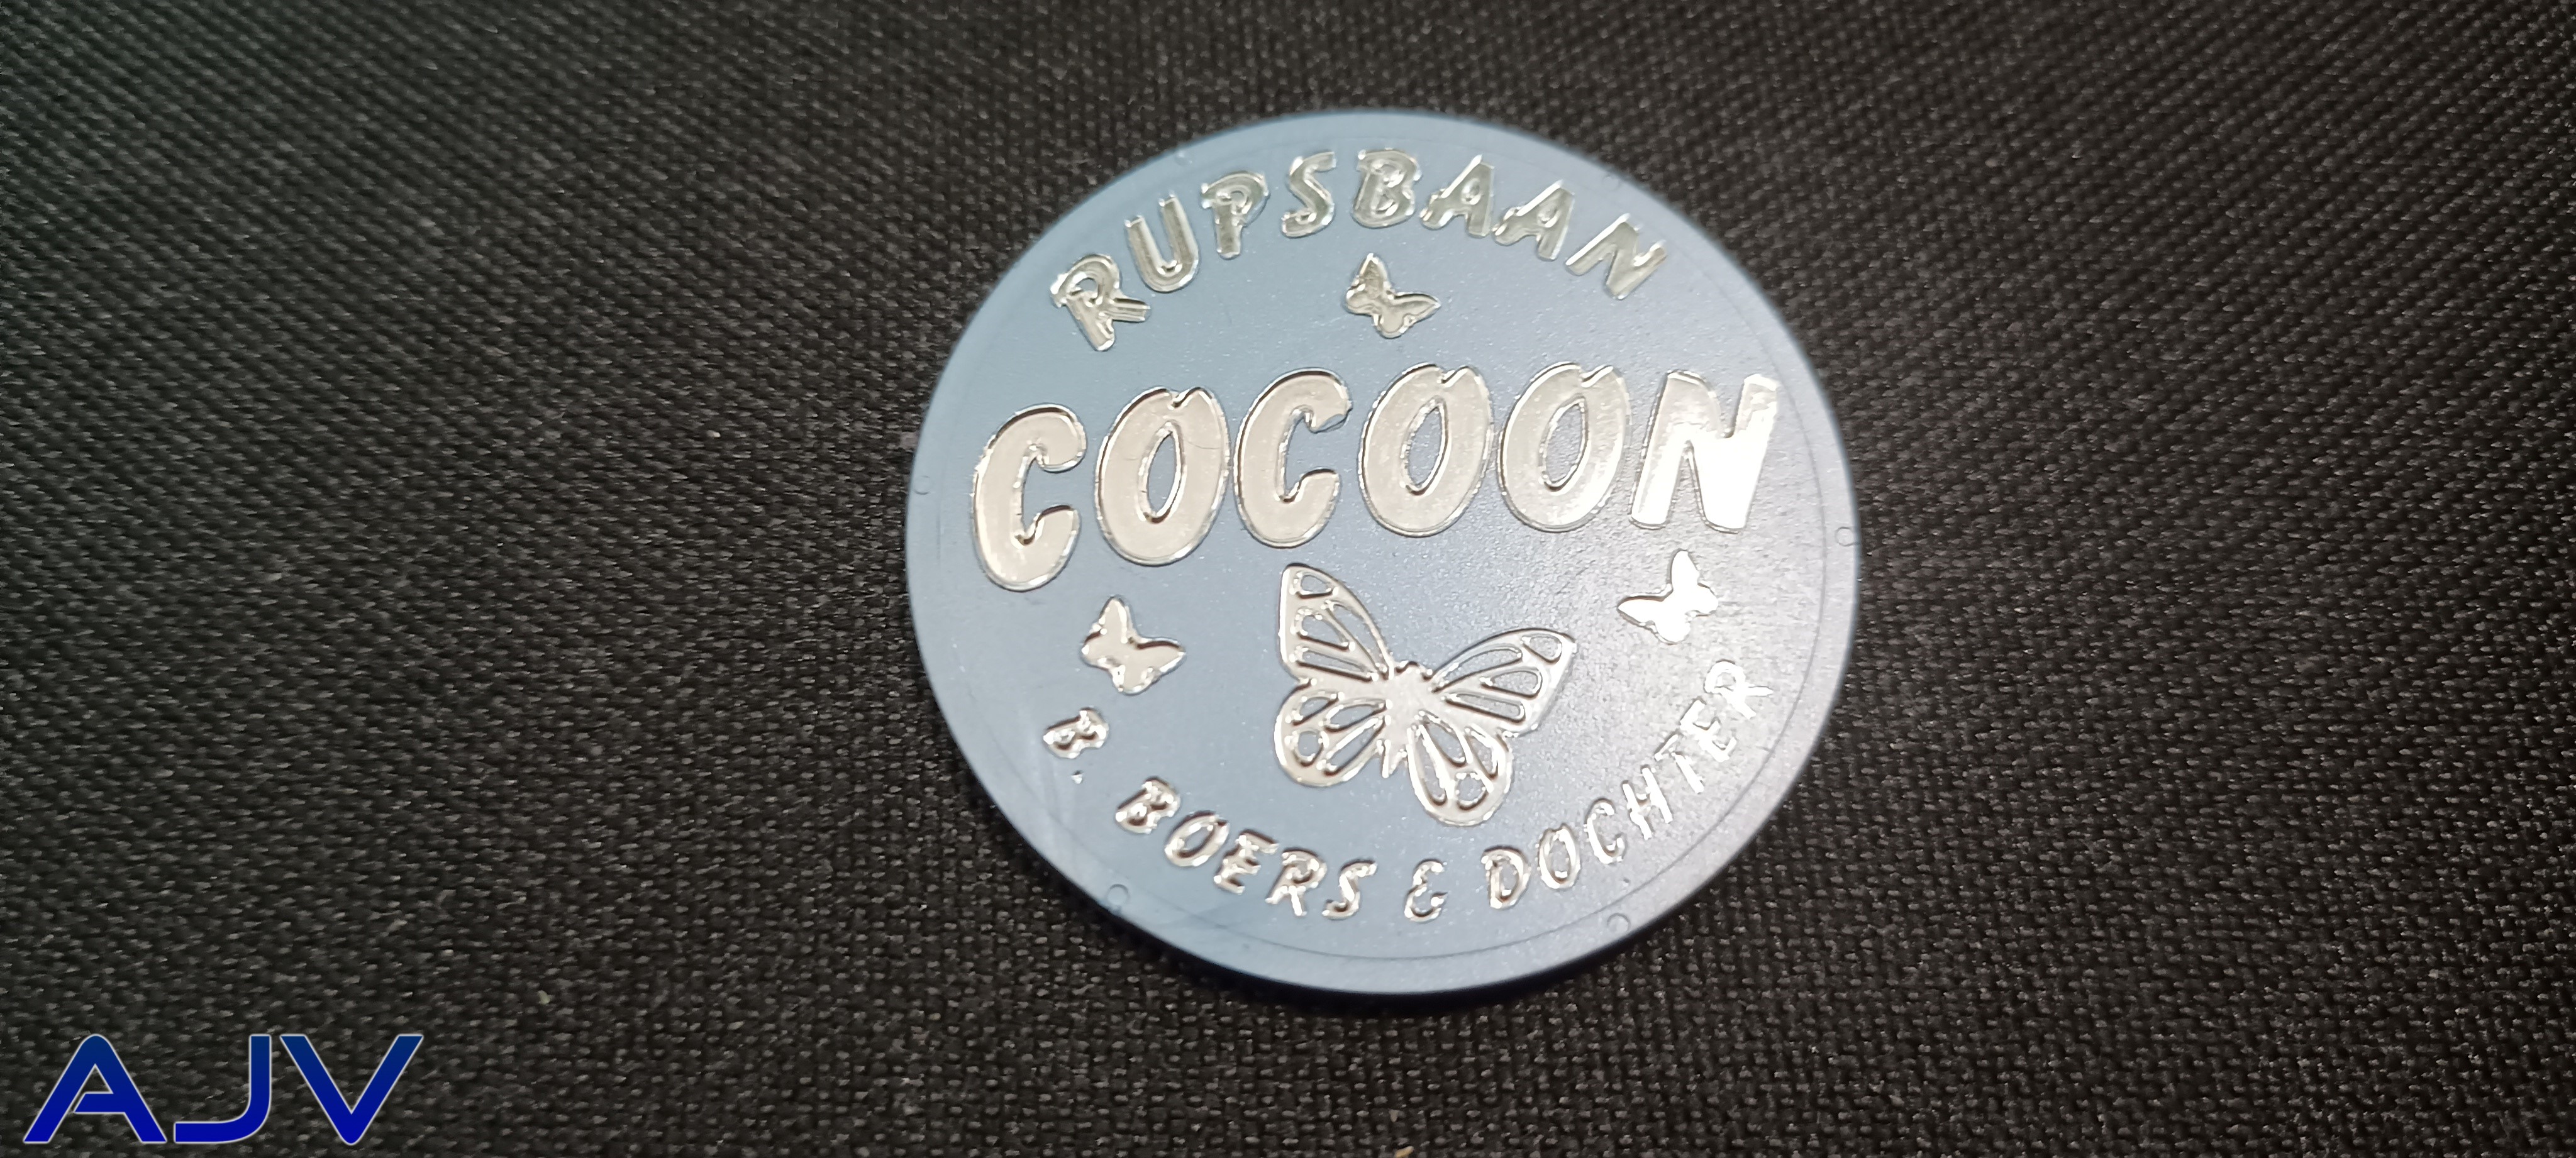 RUPSBAAN
COCOON
B. BOERS & DOCHTER
AJV